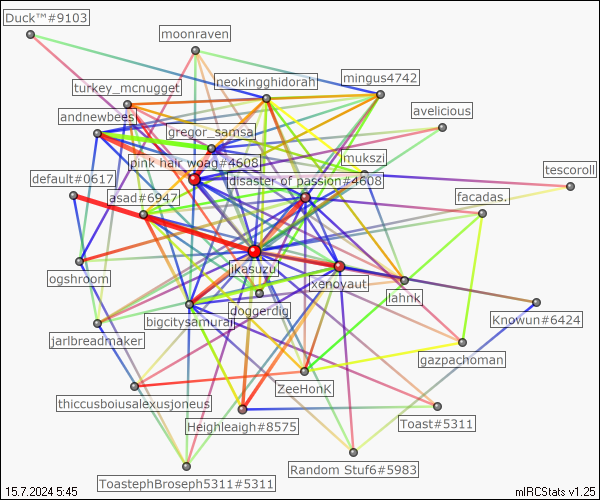 Duck™#9103
moonraven
neokingghidorah
mingus4742
turkey_mcnugget
andnewbees
gregor_samsa
avelicious
pink hair woag#4608
mukszi
tescoroll
default#0617
disaster of passion#4608
asad#6947
facadas.
ogshroom
jkasuzu
xenoyaut
lahnk
doggerdig
bigcitysamurai
Knowun#6424
jarlbreadmaker
gazpachoman
ZeeHonK
thiccusboiusalexusjoneus
Heighleaigh#8575
Toast#5311
Random Stuf6#5983
ToastephBroseph5311#5311
15.7.2024 5:45
mIRCStats v1.25